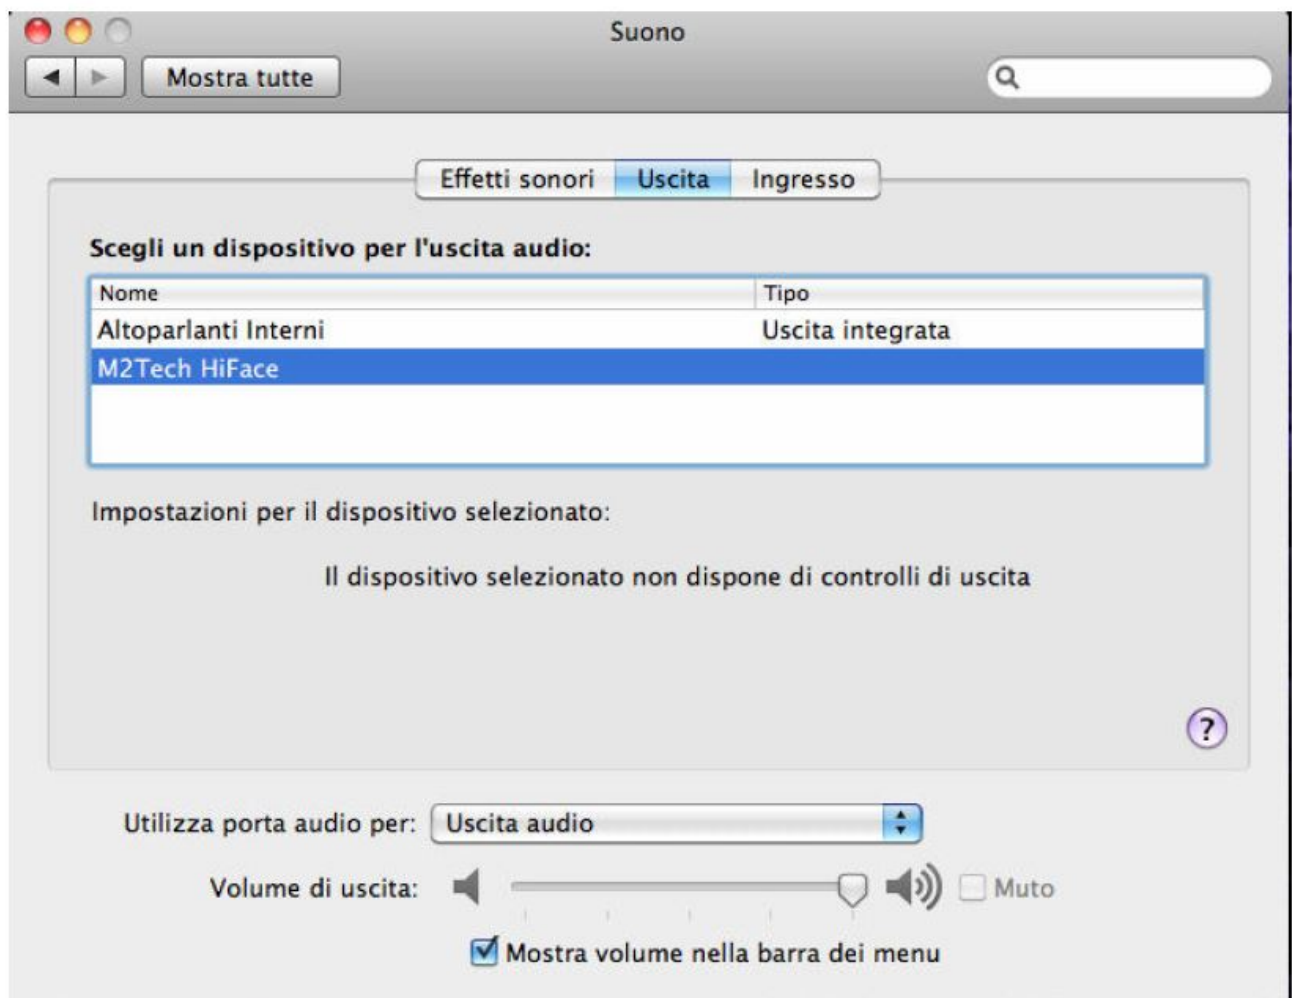 Suono
Mostra tutte
Effetti sonori Uscita Ingresso
Scegli un dispositivo per l'uscita audio:
Nome Tipo
Altoparlanti Interni Uscita integrata
M2Tech HiFace
Impostazioni per il dispositivo selezionato:
Il dispositivo selezionato non dispone di controlli di uscita
?
Utilizza porta audio per: Uscita audio
Volume di uscita: Muto
Mostra volume nella barra dei menu